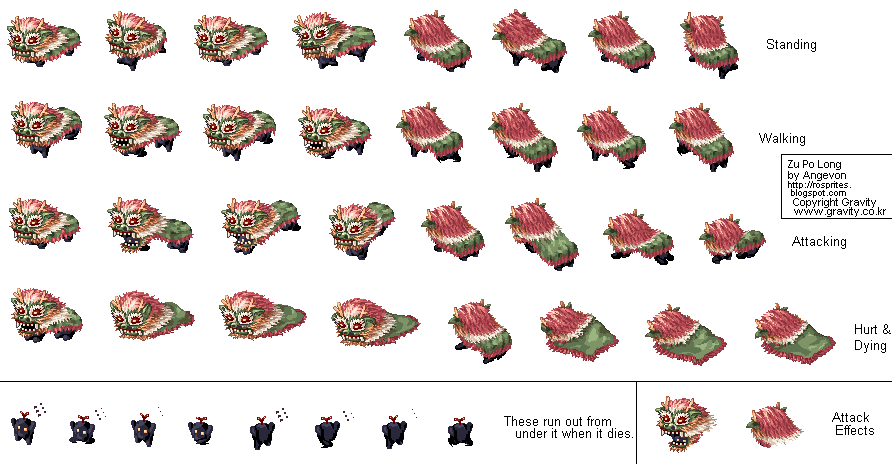 Standing
Walking
Zu Po Long
by Angevon
http://rosprites.
blogspot.com
Copyright Gravity
www.gravity.co.kr
Attacking
Hurt &
Dying
These run out from
under it when it dies.
Attack
Effects